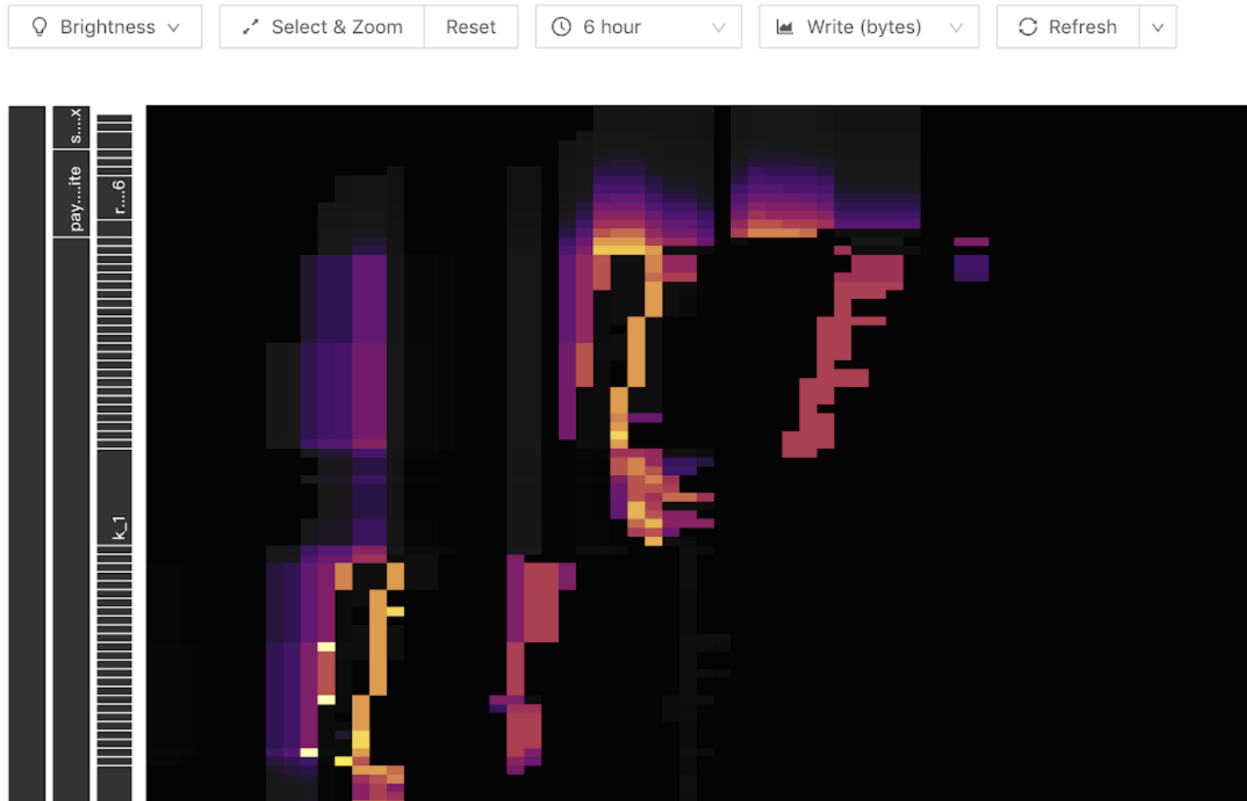 Brightness Select & Zoom Reset 6 hour Write (bytes) Refresh
s....x
pay....ite
r....6
k_1